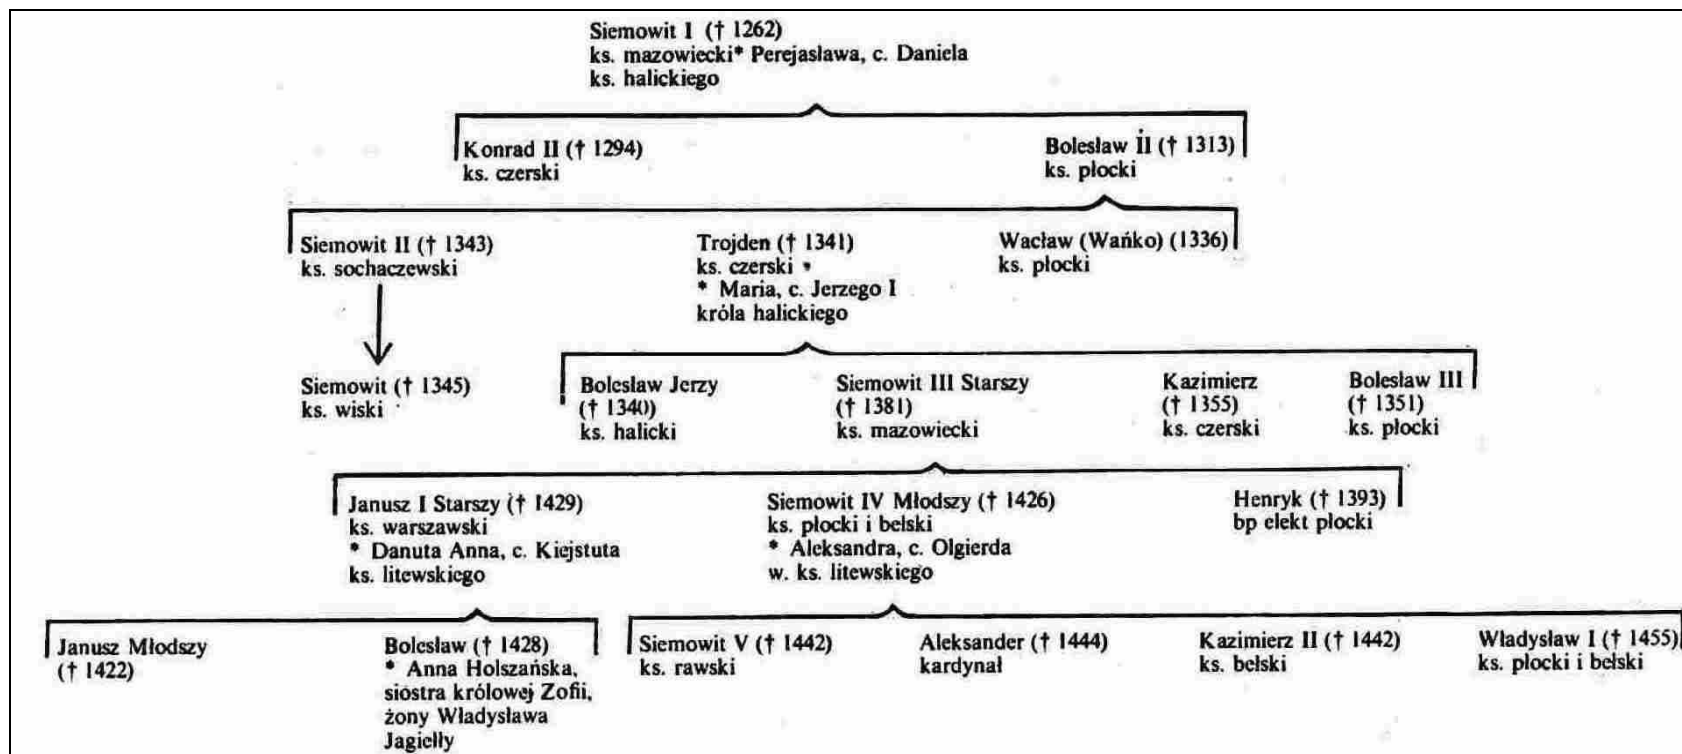 Siemowit I († 1262)
ks. mazowiecki* Perejasława, c. Daniela
ks. halickiego
Konrad II († 1294)
ks. czerski
Bolesław II († 1313)
ks. płocki
Siemowit II († 1343)
ks. sochaczewski
Trojden († 1341)
ks. czerski
* Maria, c. Jerzego I
króla halickiego
Wacław (Wańko) (1336)
ks. płocki
Siemowit († 1345)
ks. wiski
Bolesław Jerzy
(† 1340)
ks. halicki
Siemowit III Starszy
(† 1381)
ks. mazowiecki
Kazimierz
(† 1355)
ks. czerski
Bolesław III
(† 1351)
ks. płocki
Janusz I Starszy († 1429)
ks. warszawski
* Danuta Anna, c. Kiejstuta
ks. litewskiego
Siemowit IV Młodszy († 1426)
ks. płocki i bełski
* Aleksandra, c. Olgierda
w. ks. litewskiego
Henryk († 1393)
bp elekt płocki
Janusz Młodszy
(† 1422)
Bolesław († 1428)
* Anna Holszańska,
siostra królowej Zofii,
żony Władysława
Jagiełły
Siemowit V († 1442)
ks. rawski
Aleksander († 1444)
kardynał
Kazimierz II († 1442)
ks. bełski
Władysław I († 1455)
ks. płocki i bełski